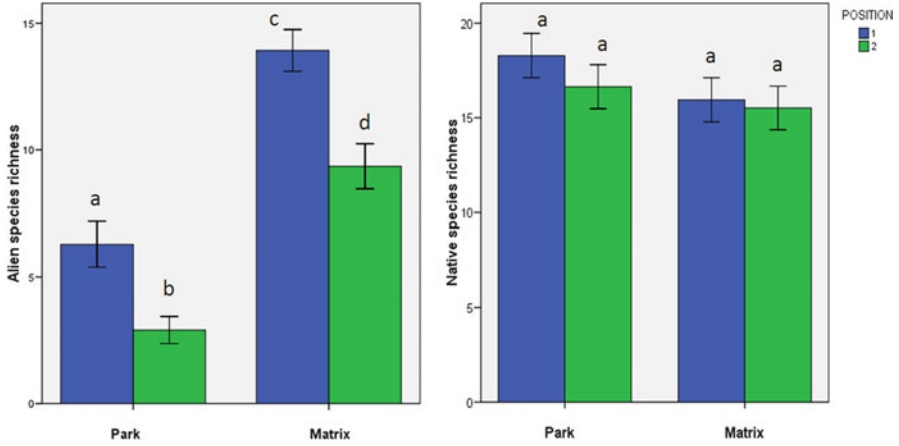 Alien species richness
15
10
5
0
a
b
c
d
Park Matrix
Native species richness
20
15
10
5
0
a
a
a
a
Park Matrix
POSITION
1
2